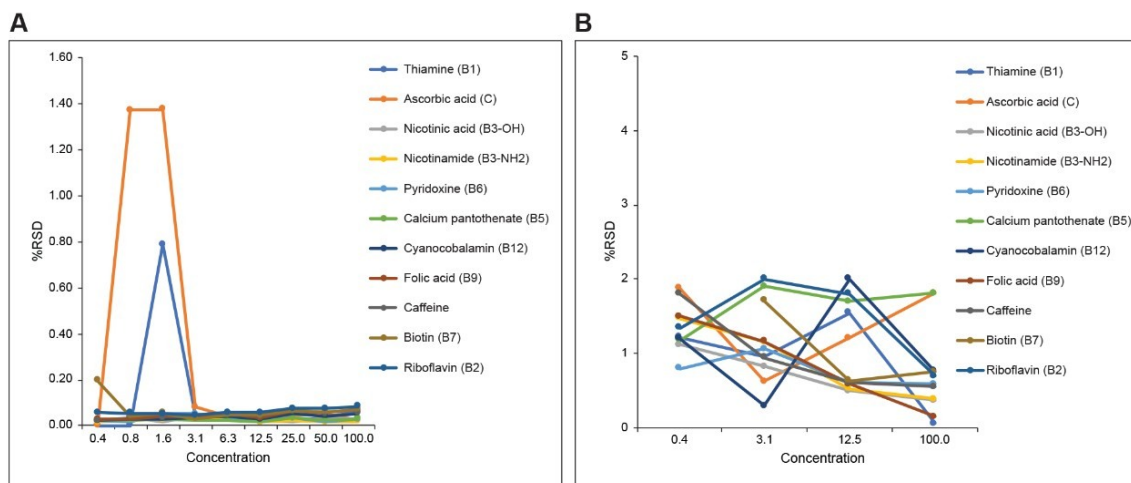 A
1.60
1.40
1.20
1.00
0.80
0.60
0.40
0.20
0.00
%RSD
0.4 0.8 1.6 3.1 6.3 12.5 25.0 50.0 100.0
Concentration
Thiamine (B1)
Ascorbic acid (C)
Nicotinic acid (B3-OH)
Nicotinamide (B3-NH2)
Pyridoxine (B6)
Calcium pantothenate (B5)
Cyanocobalamin (B12)
Folic acid (B9)
Caffeine
Biotin (B7)
Riboflavin (B2)
B
5
4
3
2
1
0
%RSD
0.4 3.1 12.5 100.0
Concentration
Thiamine (B1)
Ascorbic acid (C)
Nicotinic acid (B3-OH)
Nicotinamide (B3-NH2)
Pyridoxine (B6)
Calcium pantothenate (B5)
Cyanocobalamin (B12)
Folic acid (B9)
Caffeine
Biotin (B7)
Riboflavin (B2)